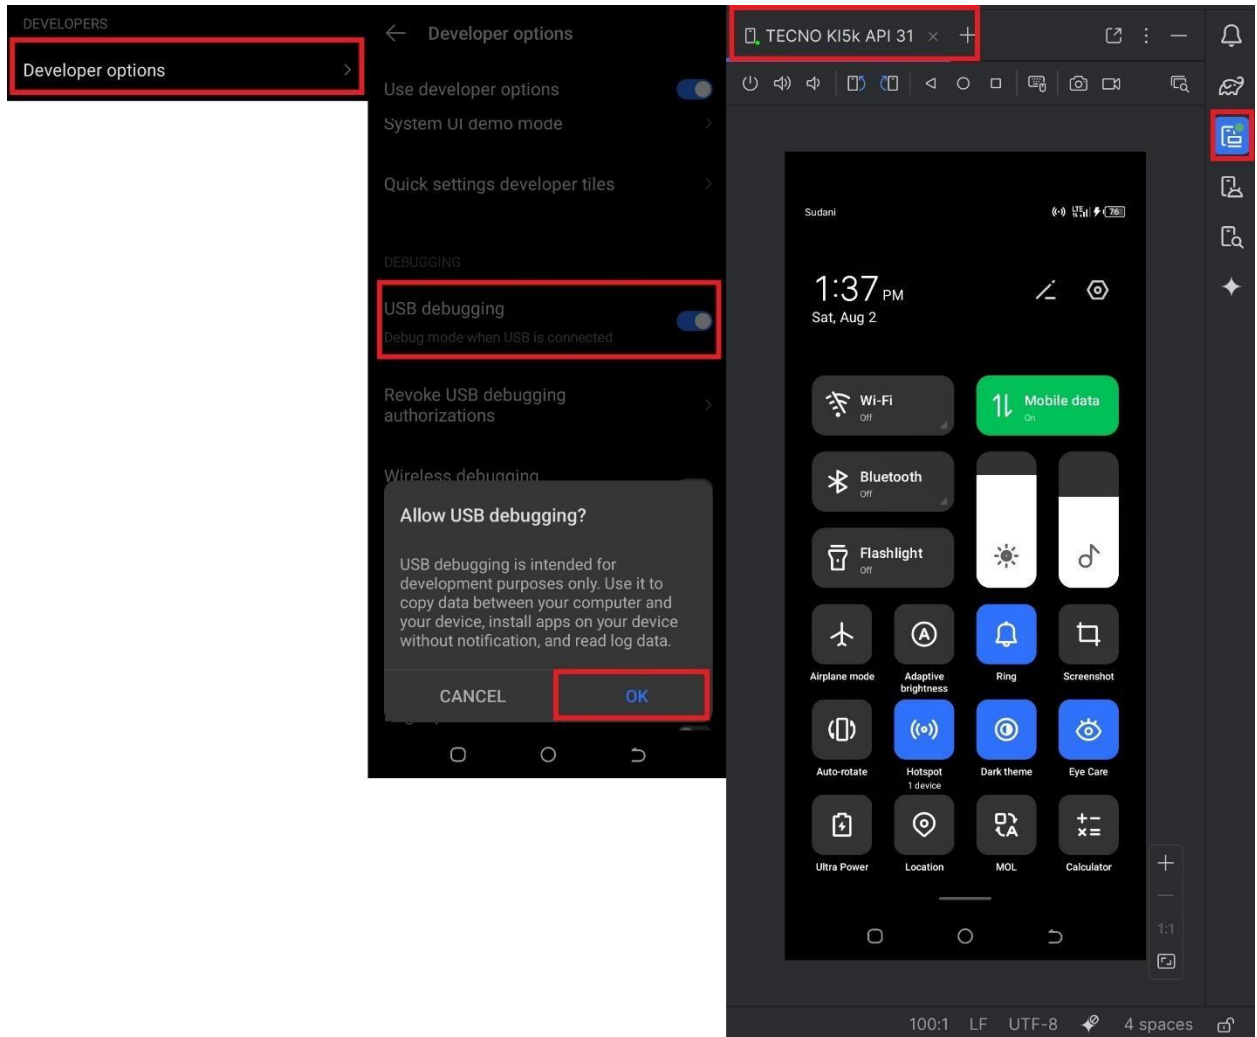 DEVELOPERS
Developer options
Developer options
Use developer options
System UI demo mode
Quick settings developer tiles
DEBUGGING
USB debugging
Debug mode when USB is connected
Revoke USB debugging
authorizations
Wireless debugging
Allow USB debugging?
USB debugging is intended for
development purposes only. Use it to
copy data between your computer and
your device, install apps on your device
without notification, and read log data.
CANCEL
OK
TECNO KI5k API 31
Sudani
LTE
76
1:37 PM
Sat, Aug 2
Wi-Fi
Off
Mobile data
On
Bluetooth
Off
Flashlight
Off
Airplane mode
Adaptive
brightness
Ring
Screenshot
Auto-rotate
Hotspot
1 device
Dark theme
Eye Care
Ultra Power
Location
MOL
Calculator
1:1
100:1 LF UTF-8 4 spaces